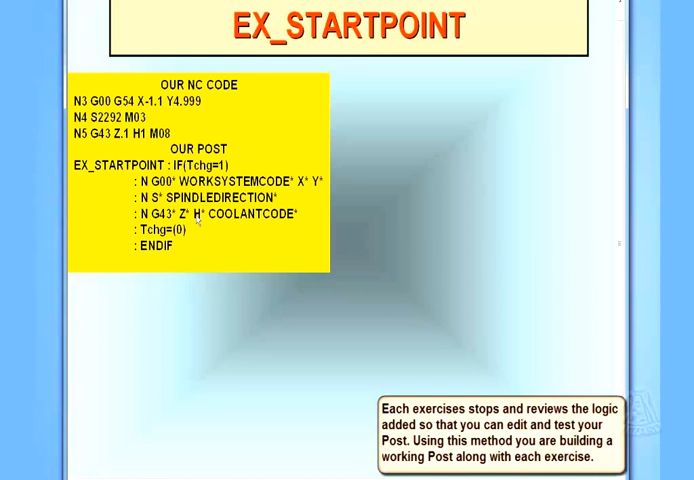 EX_STARTPOINT
OUR NC CODE
N3 G00 G54 X-1.1 Y4.999
N4 S2292 M03
N5 G43 Z.1 H1 M08
OUR POST
EX_STARTPOINT : IF(Tchg=1)
: N G00* WORKSYSTEMCODE* X* Y*
: N S* SPINDLEDIRECTION*
: N G43* Z* H* COOLANTCODE*
: Tchg=(0)
: ENDIF
Each exercises stops and reviews the logic
added so that you can edit and test your
Post. Using this method you are building a
working Post along with each exercise.